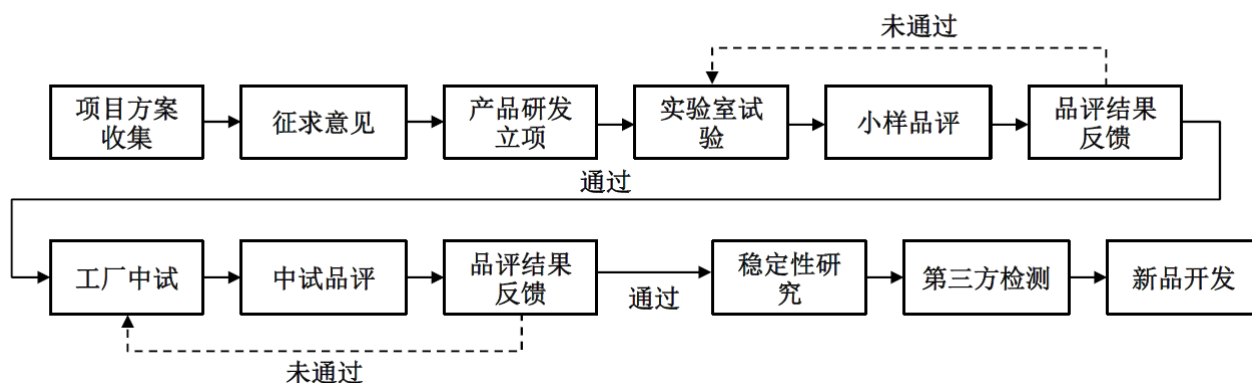 未通过
项目方案
收集
征求意见
产品研发
立项
实验室试
验
小样品评
品评结果
反馈
通过
工厂中试
中试品评
品评结果
反馈
通过
稳定性研
究
第三方检测
新品开发
未通过